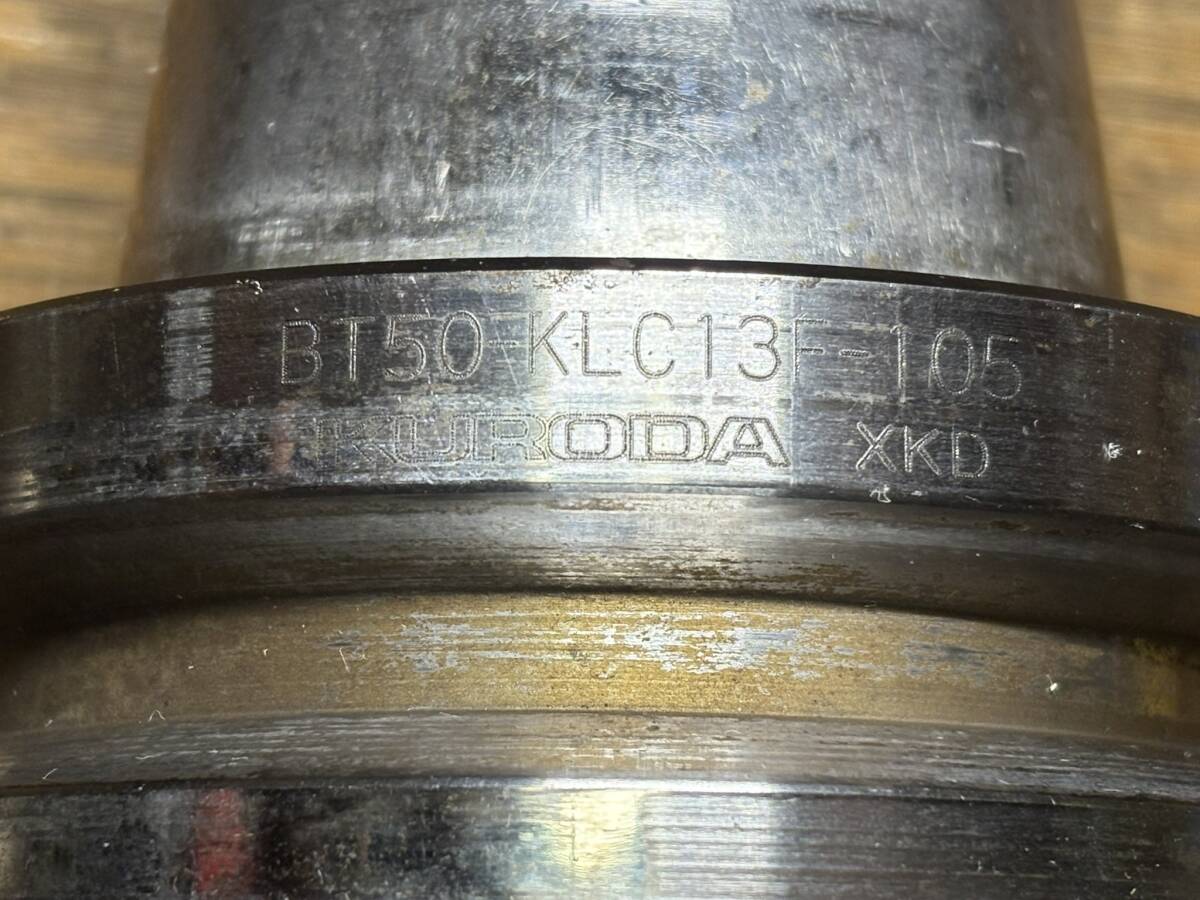 BT50-KLC13F-105
KURODA XKD